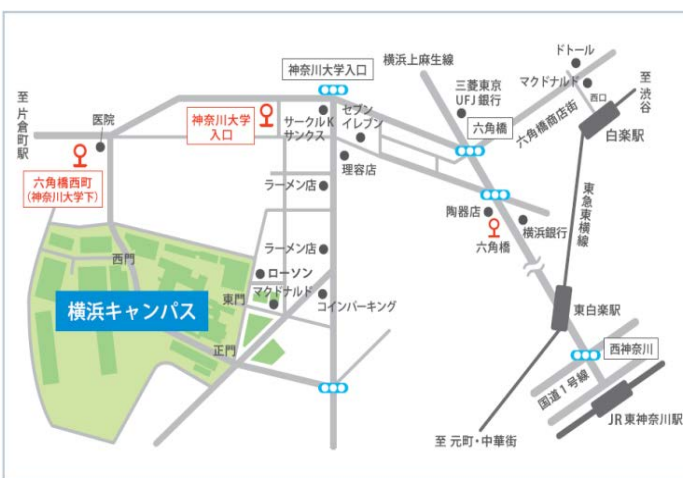 ドトール
横浜上麻生線
神奈川大学入口
マクドナルド
至
渋
谷
三菱東京
UFJ銀行
西口
至
片
倉
町
駅
医院
神奈川大学
入口
サークルK
サンクス
セブン
イレブン
六角橋
六角橋商店街
白楽駅
理容店
六角橋西町
(神奈川大学下)
ラーメン店
陶器店
六角橋
横浜銀行
東
急
東
横
線
西門
ラーメン店
ローソン
マクドナルド
東門
コインパーキング
横浜キャンパス
東白楽駅
正門
西神奈川
国道1号線
JR東神奈川駅
至 元町・中華街